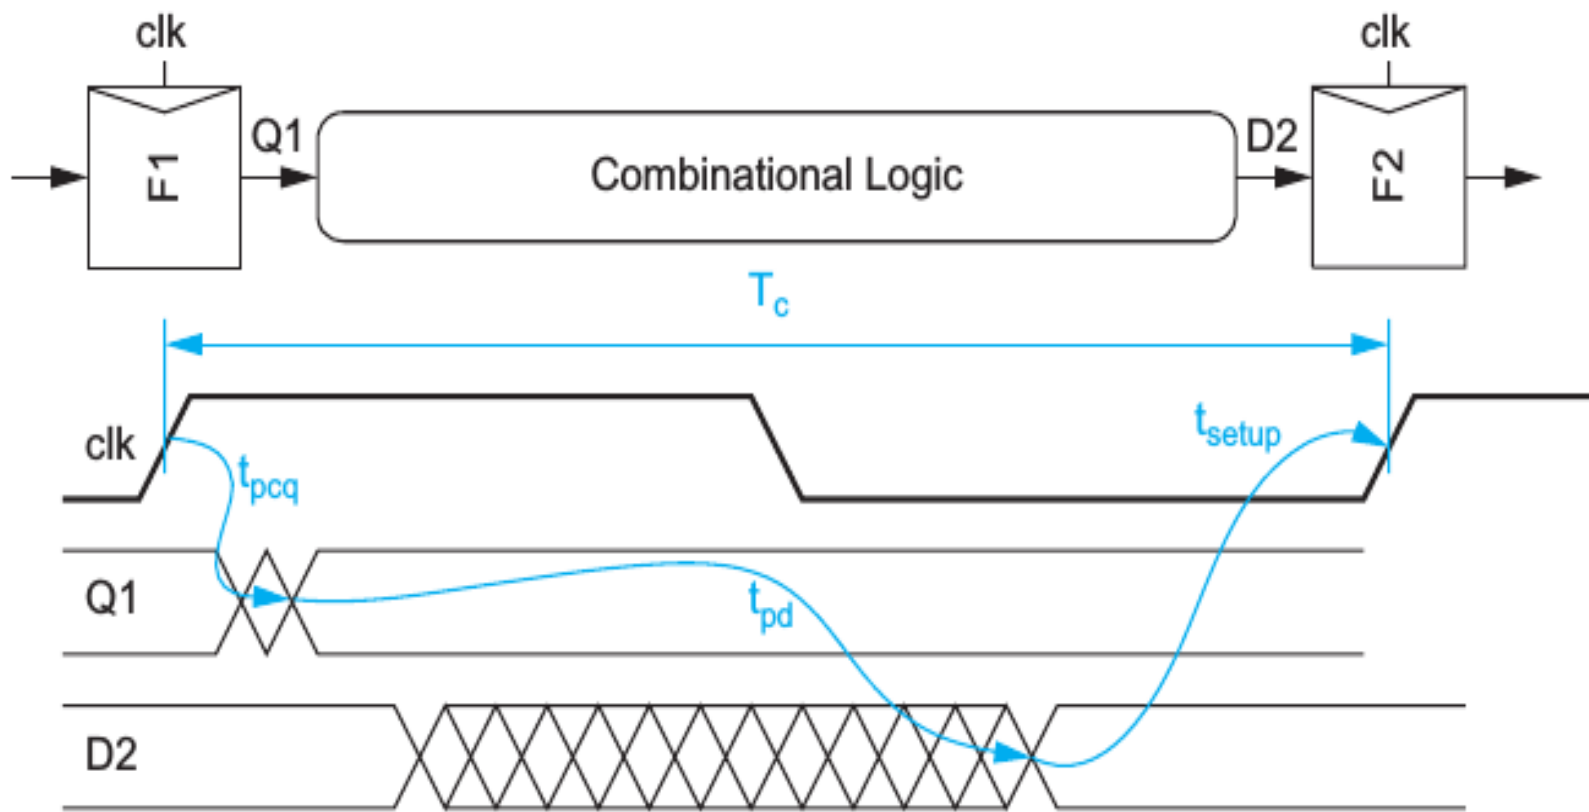 clk
clk
F1
Q1
Combinational Logic
D2
F2
Tc
clk
tpcq
tsetup
Q1
tpd
D2